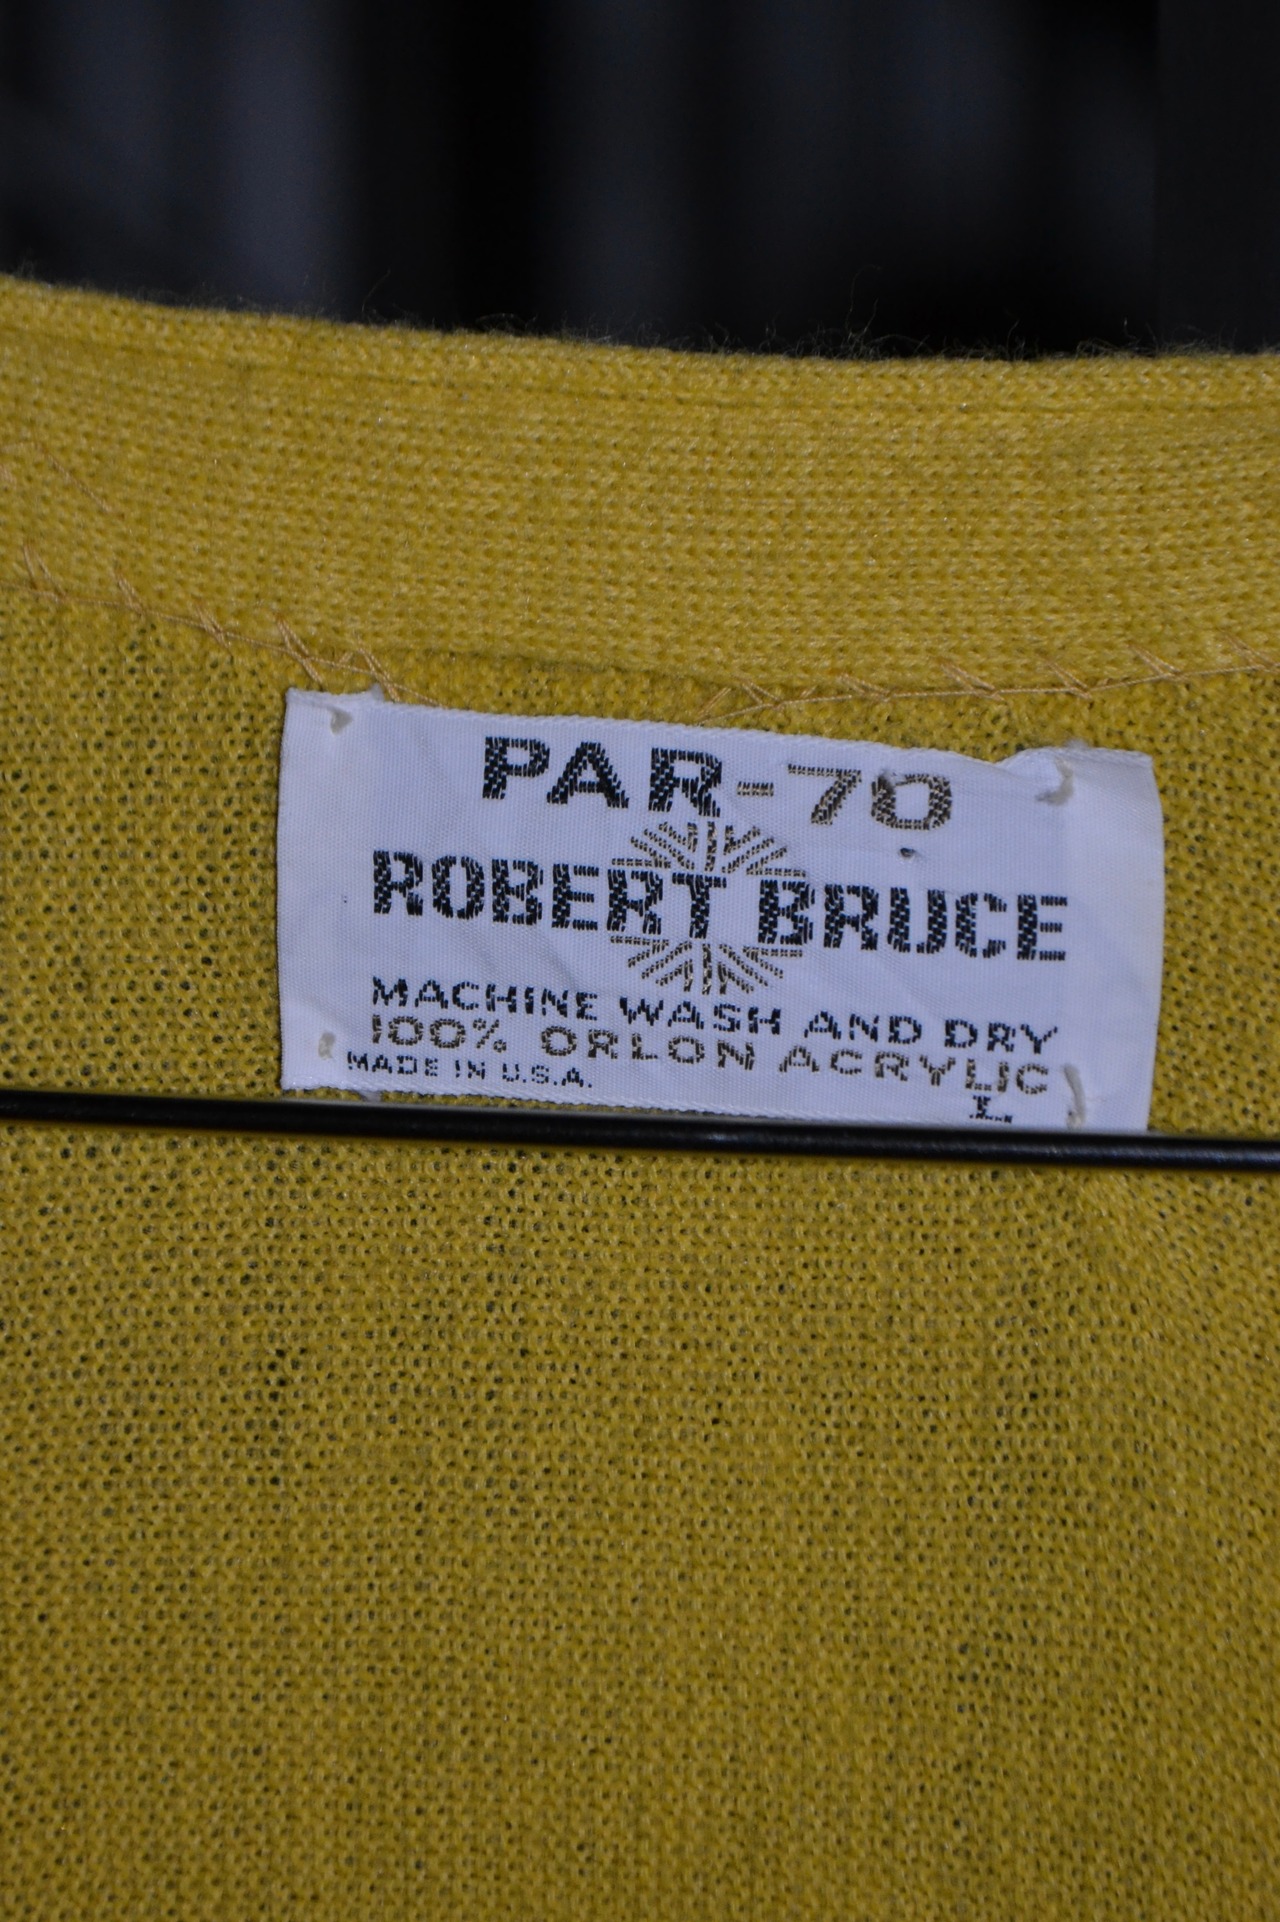 PAR-70
ROBERT BRUCE
MACHINE WASH AND DRY
100% ORLON ACRYLIC
MADE IN U.S.A.
L